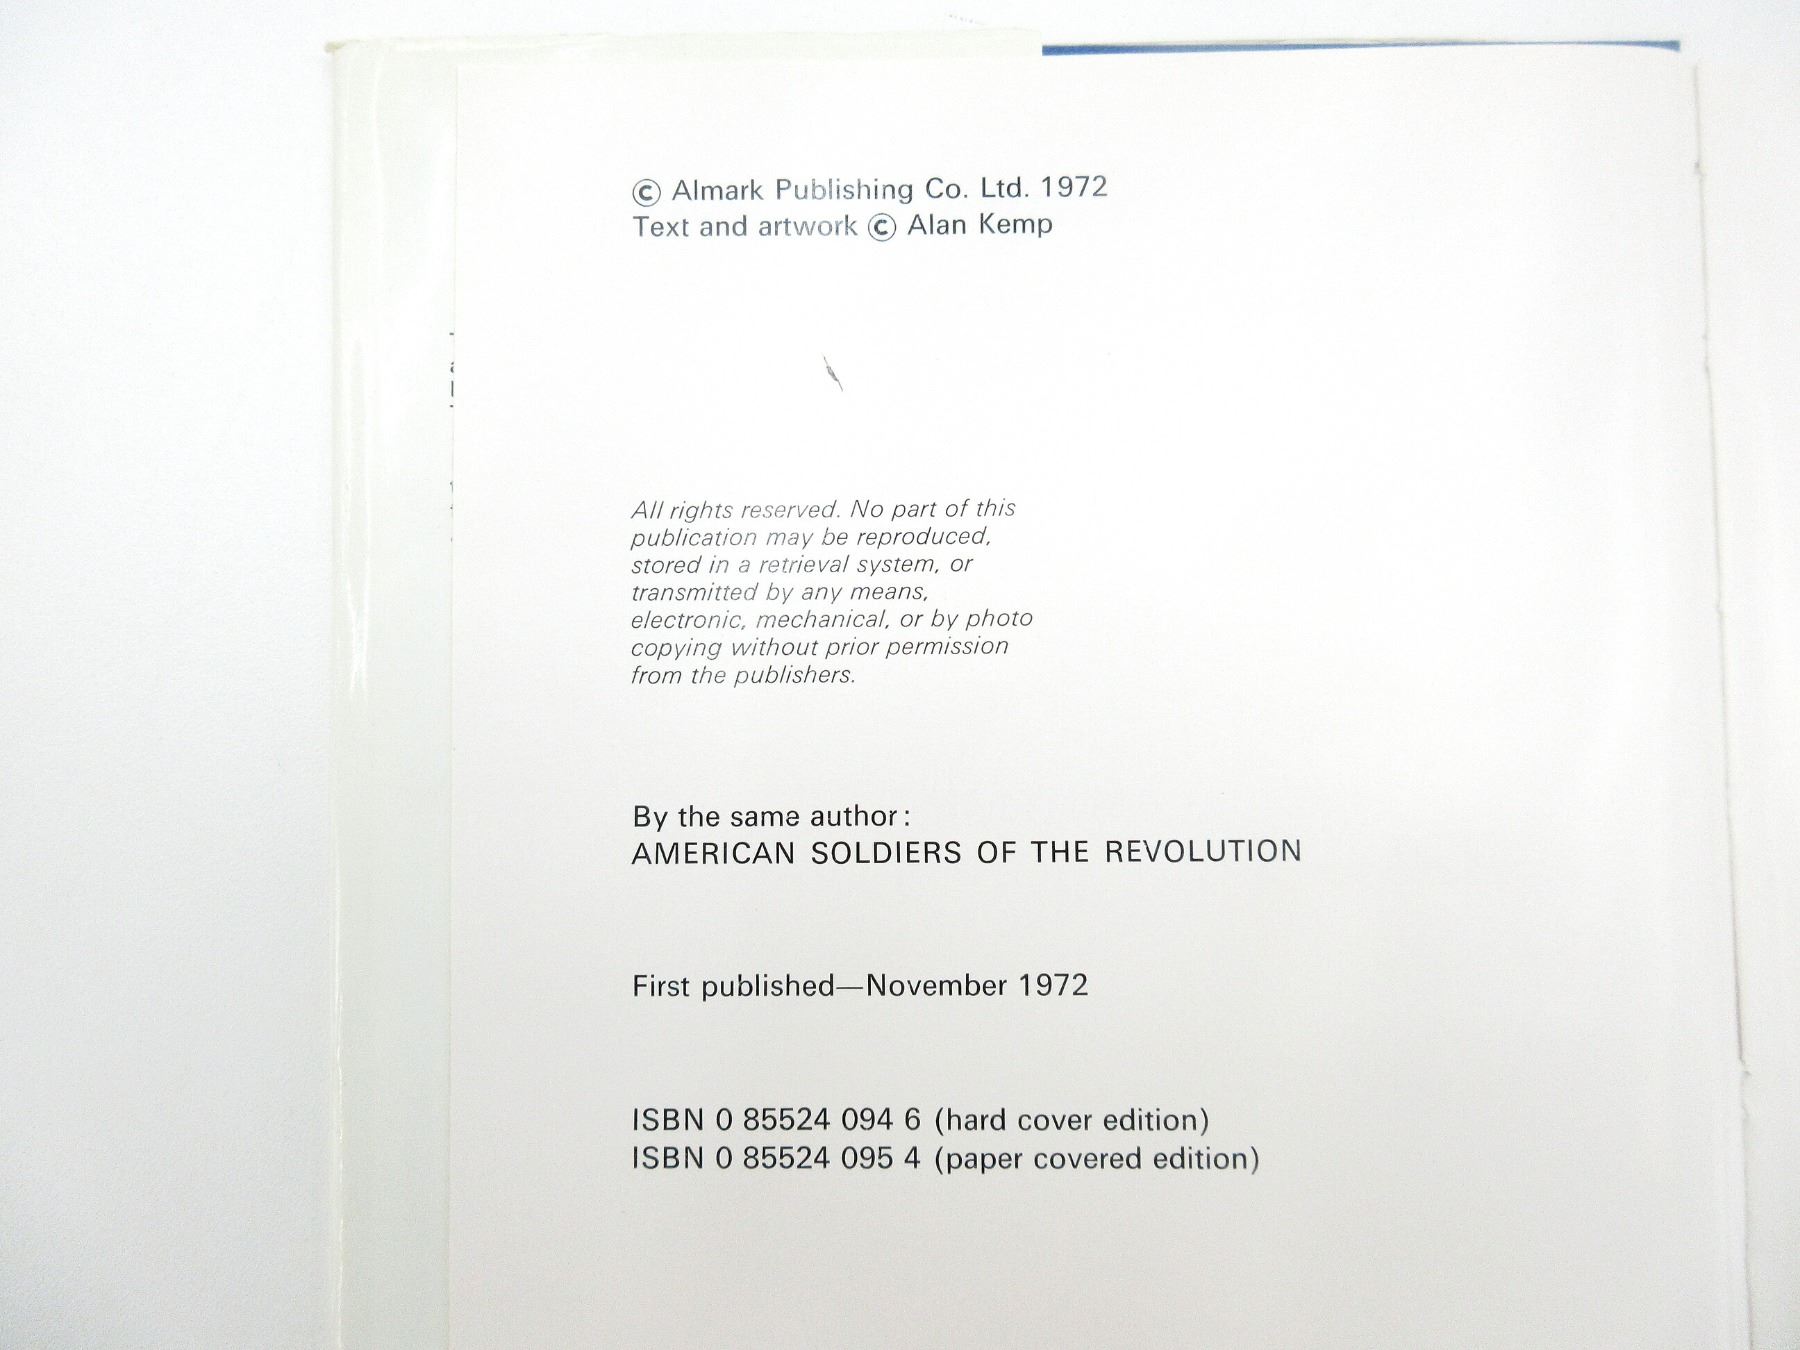 © Almark Publishing Co. Ltd. 1972
Text and artwork © Alan Kemp
All rights reserved. No part of this
publication may be reproduced,
stored in a retrieval system, or
transmitted by any means,
electronic, mechanical, or by photo
copying without prior permission
from the publishers.
By the same author:
AMERICAN SOLDIERS OF THE REVOLUTION
First published—November 1972
ISBN 0 85524 094 6 (hard cover edition)
ISBN 0 85524 095 4 (paper covered edition)